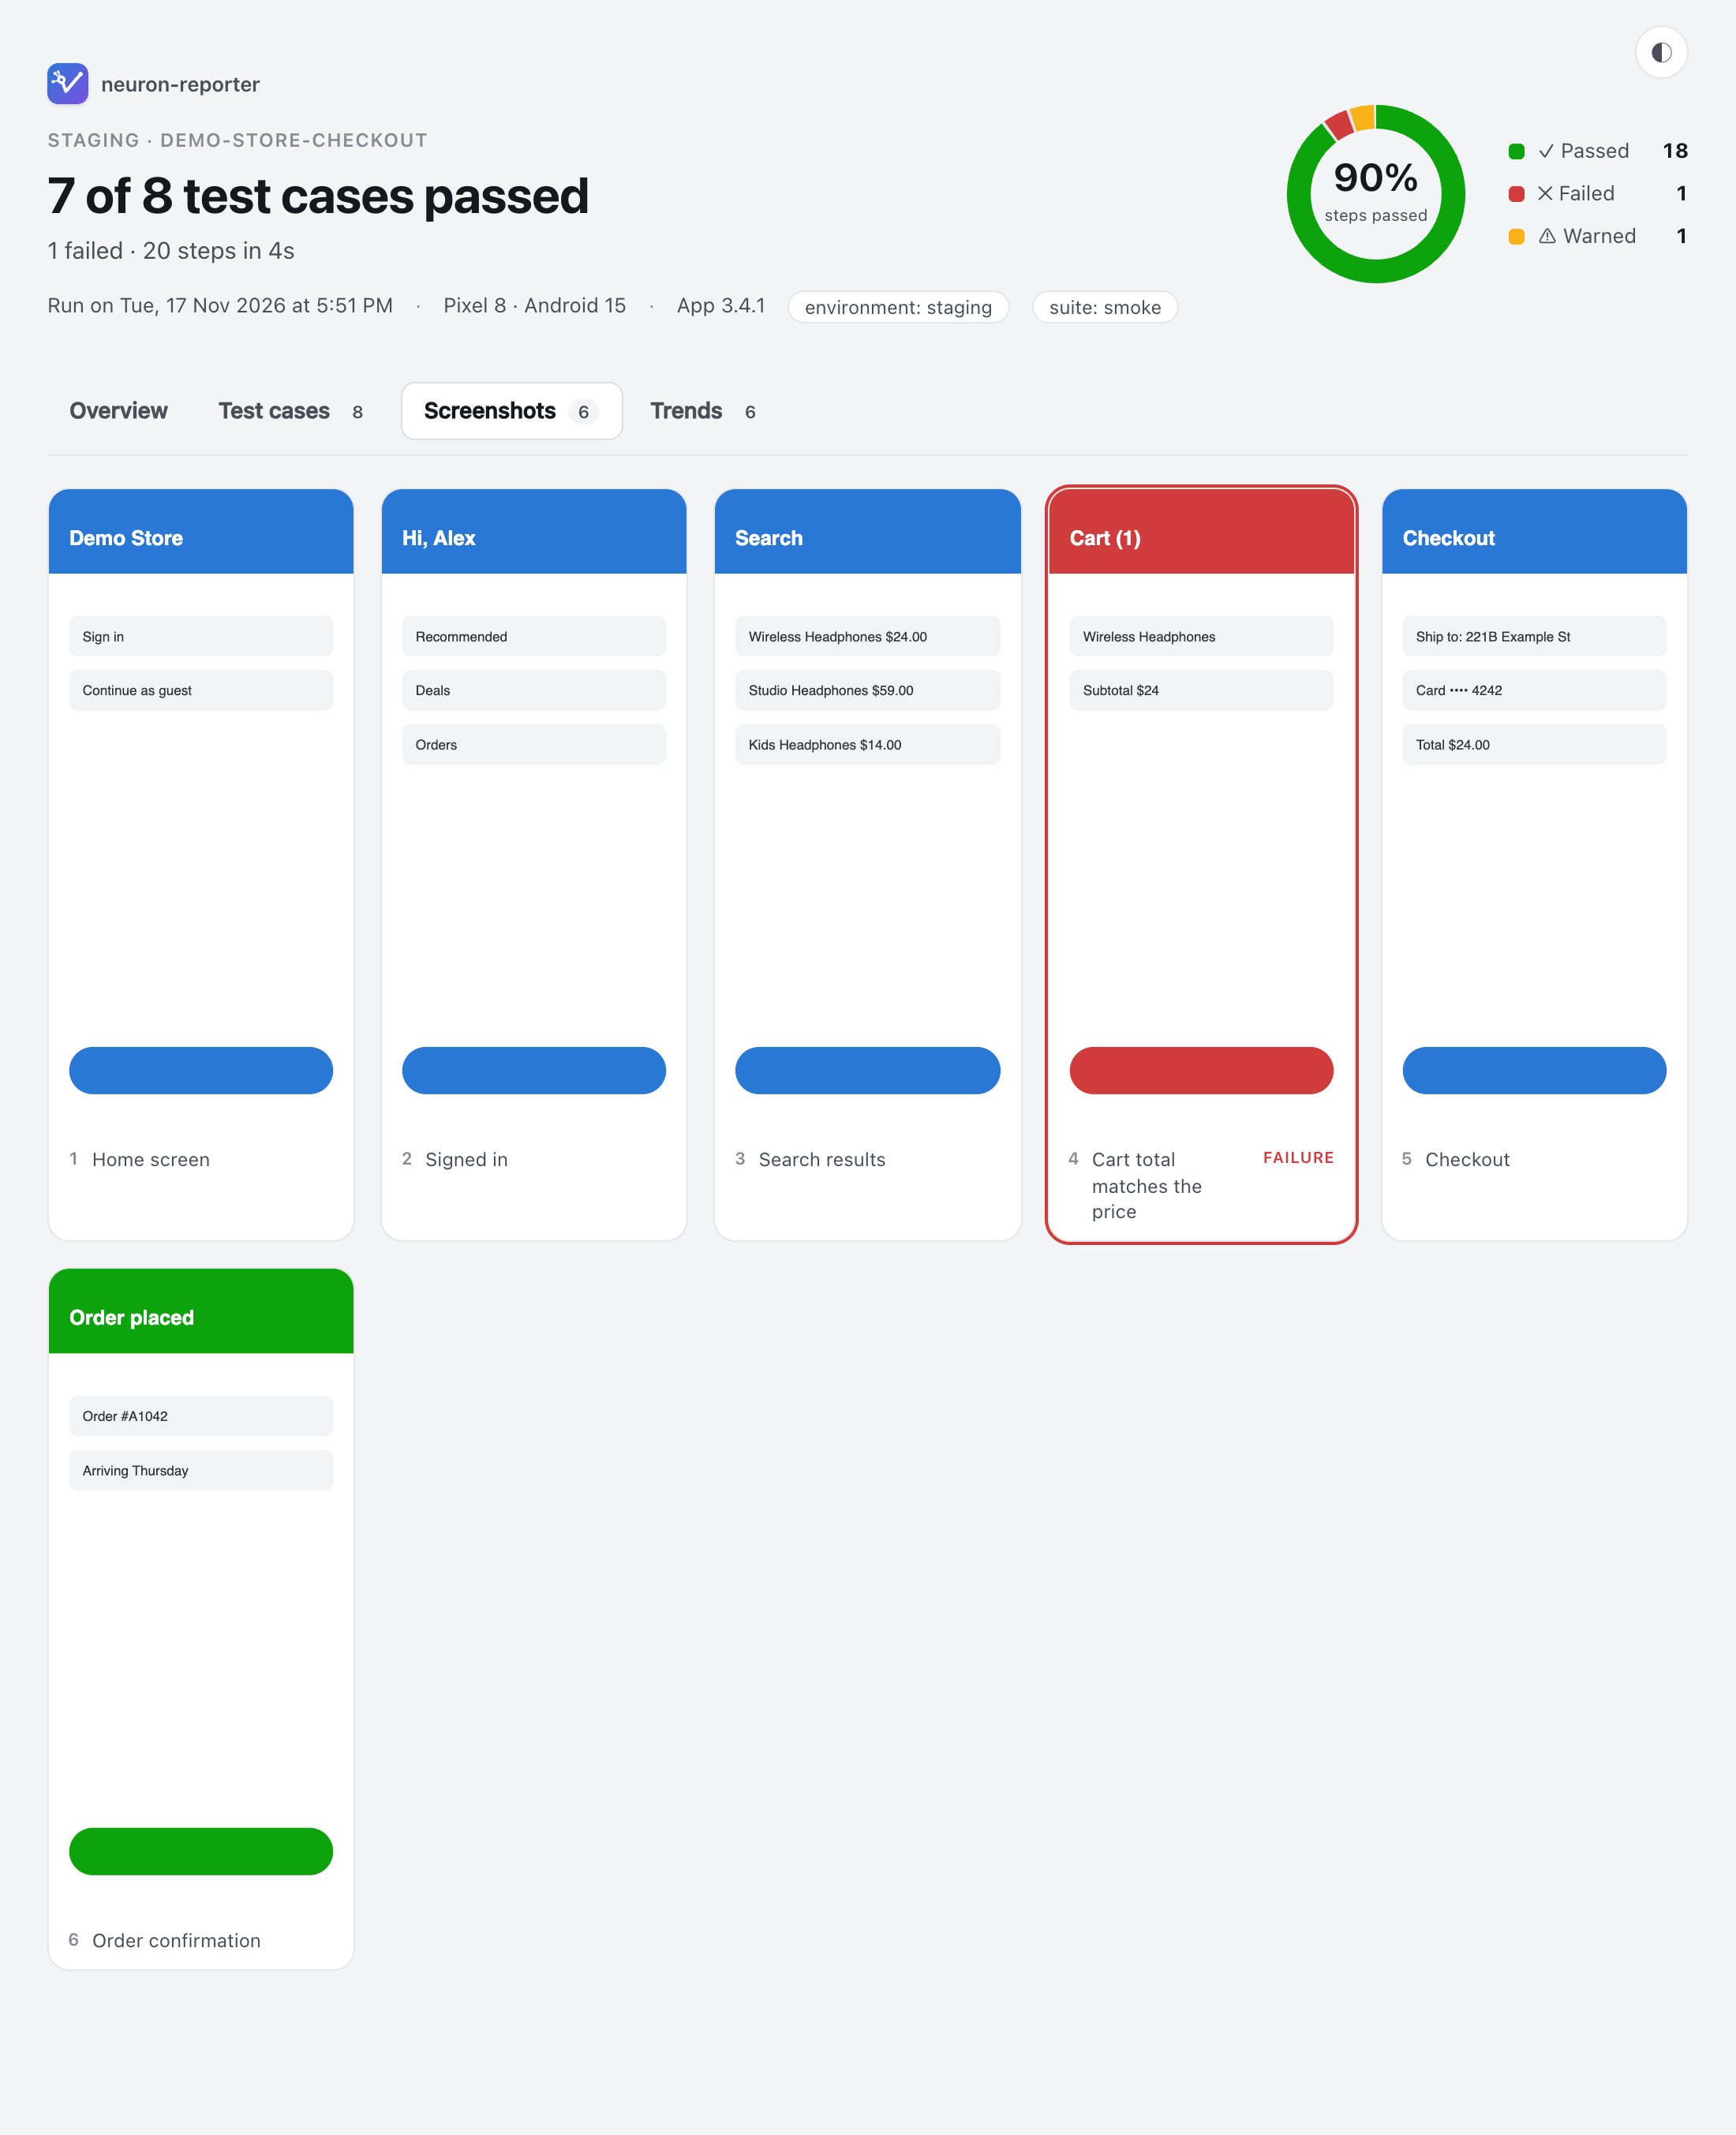 neuron-reporter
STAGING · DEMO-STORE-CHECKOUT
7 of 8 test cases passed
1 failed · 20 steps in 4s
Run on Tue, 17 Nov 2026 at 5:51 PM · Pixel 8 · Android 15 · App 3.4.1 environment: staging suite: smoke
90%
steps passed
Passed 18
Failed 1
Warned 1
Overview Test cases 8 Screenshots 6 Trends 6
Demo Store
Sign in
Continue as guest
1 Home screen
Hi, Alex
Recommended
Deals
Orders
2 Signed in
Search
Wireless Headphones $24.00
Studio Headphones $59.00
Kids Headphones $14.00
3 Search results
Cart (1)
Wireless Headphones
Subtotal $24
4 Cart total FAILURE
matches the
price
Checkout
Ship to: 221B Example St
Card •••• 4242
Total $24.00
5 Checkout
Order placed
Order #A1042
Arriving Thursday
6 Order confirmation